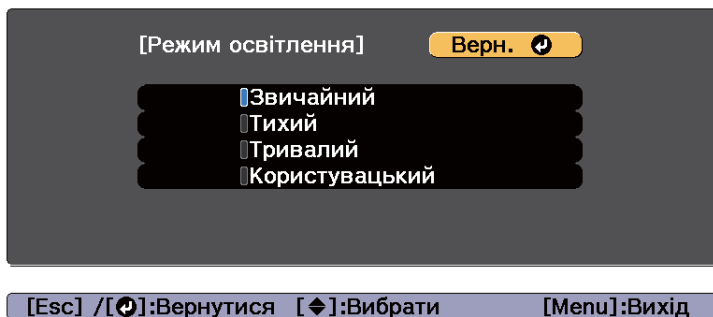 [Режим освітлення] Верн.
Звичайний
Тихий
Тривалий
Користувацький
[Esc] /[ ]:Вернутися [ ]:Вибрати [Menu]:Вихід